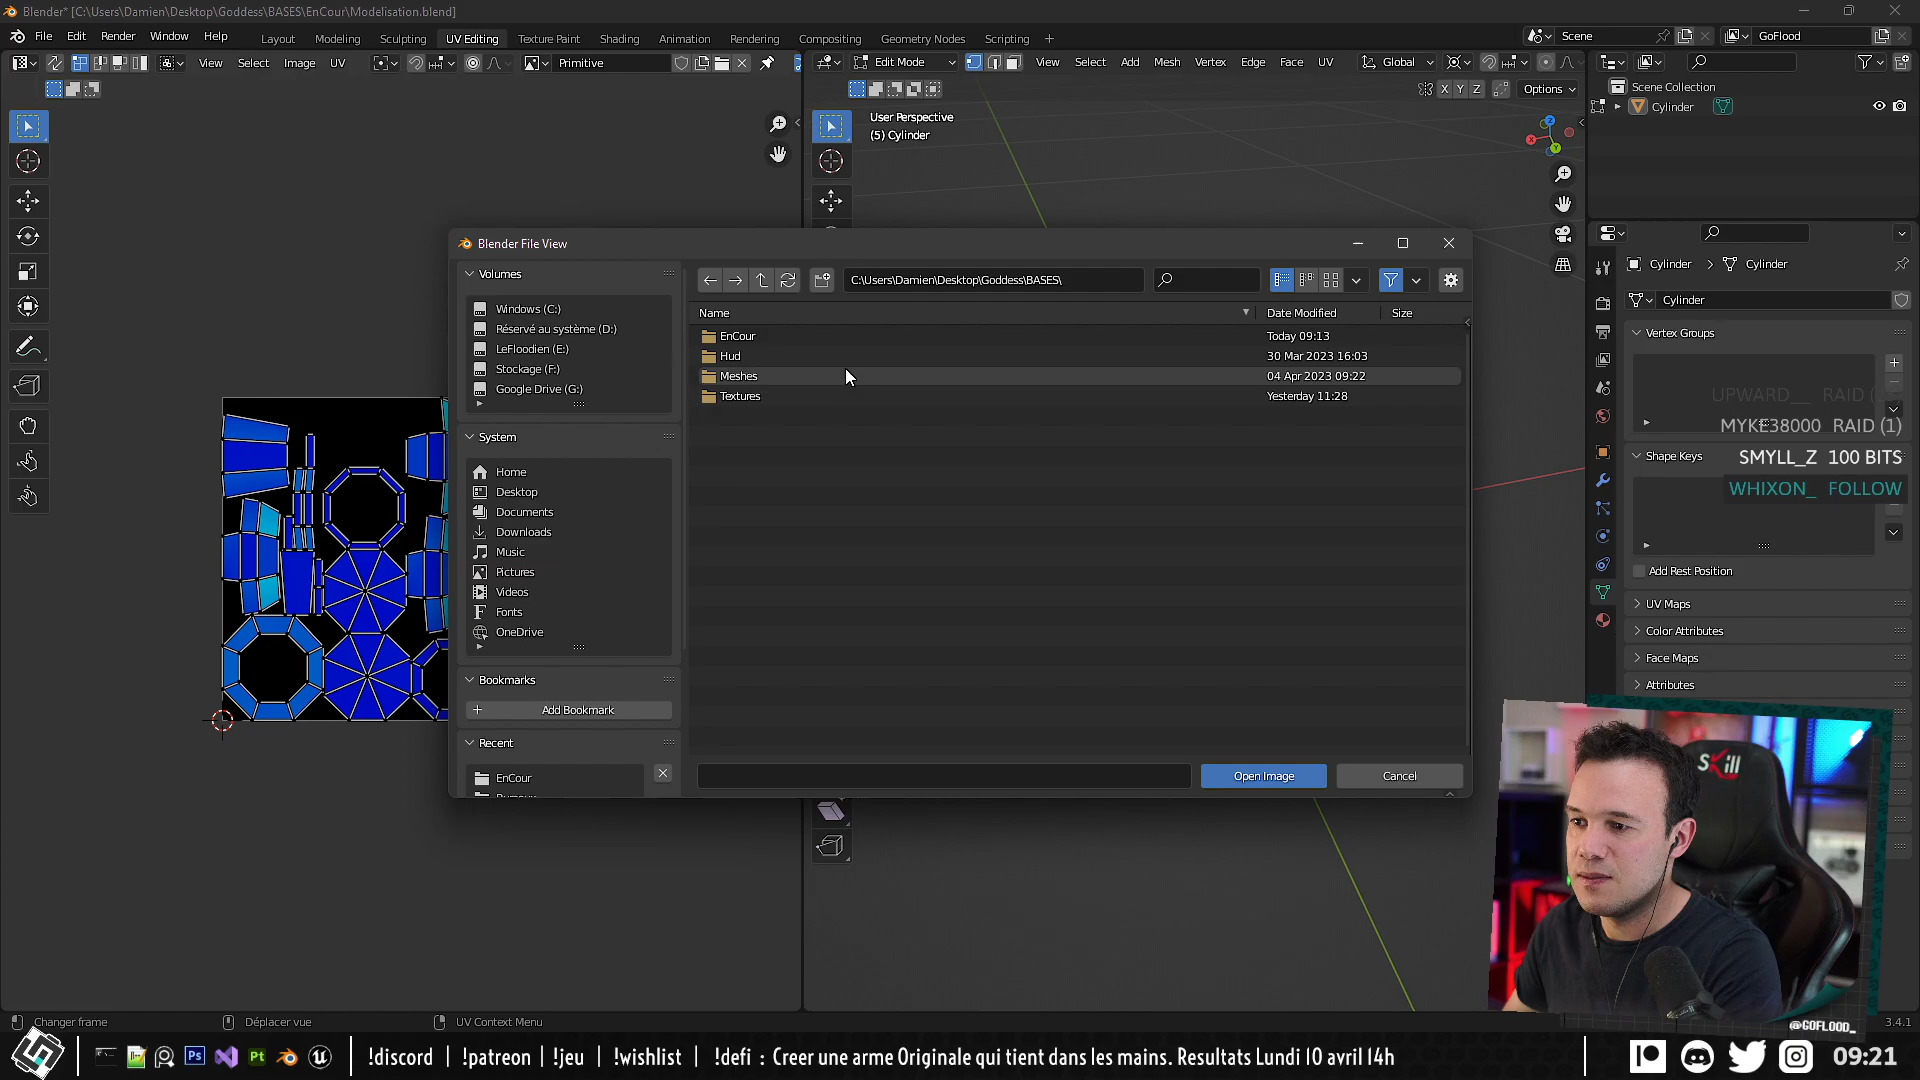 Blender* [C:\Users\Damien\Desktop\Goddess\BASES\EnCour\Modelisation.blend]
File Edit Render Window Help
Layout Modeling Sculpting UV Editing Texture Paint Shading Animation Rendering Compositing Geometry Nodes Scripting
Scene
GoFlood
View Select Image UV
Primitive
Edit Mode
View Select Add Mesh Vertex Edge Face UV
Global
X Y Z
Options
User Perspective
(5) Cylinder
Scene Collection
Cylinder
Blender File View
Volumes
Windows (C:)
Réservé au système (D:)
LeFloodien (E:)
Stockage (F:)
Google Drive (G:)
System
Home
Desktop
Documents
Downloads
Music
Pictures
Videos
Fonts
OneDrive
Bookmarks
Add Bookmark
Recent
EnCour
C:\Users\Damien\Desktop\Goddess\BASES\
Name Date Modified Size
EnCour Today 09:13
Hud 30 Mar 2023 16:03
Meshes 04 Apr 2023 09:22
Textures Yesterday 11:28
Open Image
Cancel
Cylinder > Cylinder
Cylinder
Vertex Groups
UPWARD__ RAID
MYKE38000 RAID (1)
Shape Keys
SMYLL_Z 100 BITS
WHIXON_ FOLLOW
Add Rest Position
UV Maps
Color Attributes
Face Maps
Attributes
SKILL
@GOFLOOD_
Changer frame
Déplacer vue
UV Context Menu
3.4.1
!discord | !patreon | !jeu | !wishlist | !defi : Creer une arme Originale qui tient dans les mains. Resultats Lundi 10 avril 14h
09:21